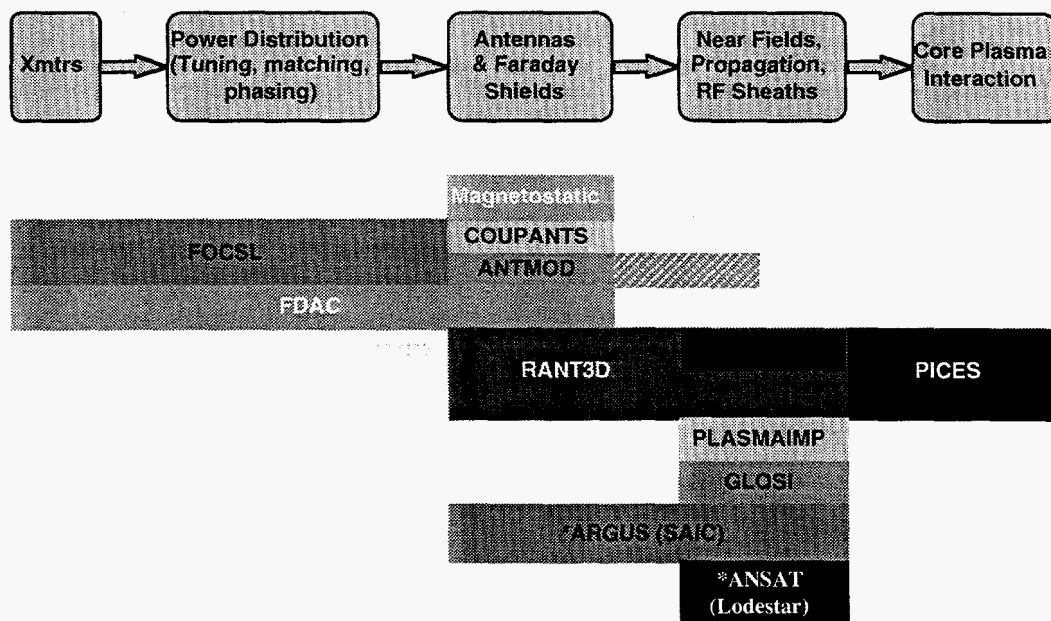 Xmtrs
Power Distribution
(Tuning, matching,
phasing)
Antennas
& Faraday
Shields
Near Fields,
Propagation,
RF Sheaths
Core Plasma
Interaction
Magnetostatic
COUPANTS
FOCSL
ANTMOD
FDAC
RANT3D
PICES
PLASMAIMP
GLOSI
*ARGUS (SAIC)
*ANSAT
(Lodestar)